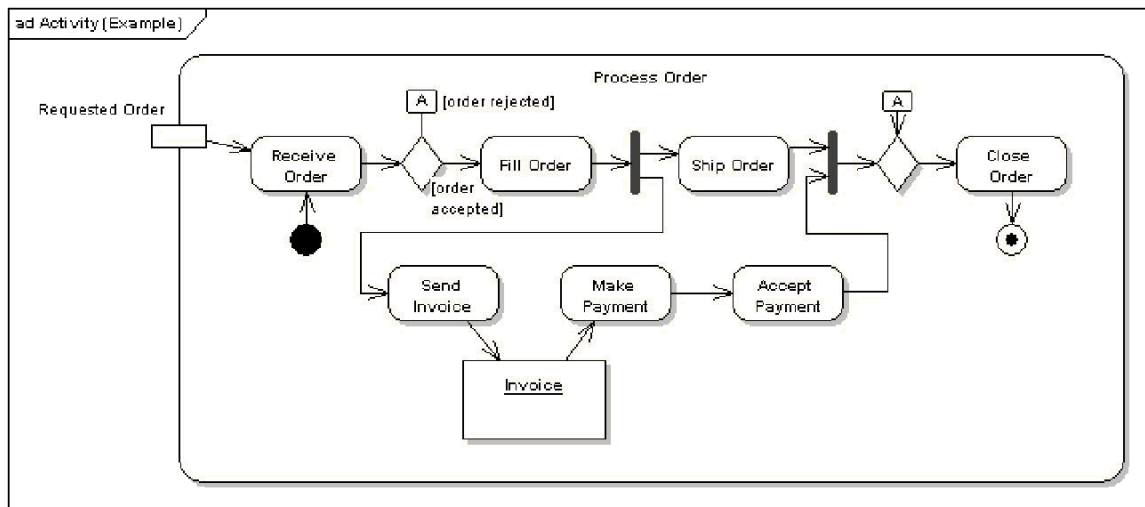 ad Activity (Example)
Process Order
Requested Order
A
[order rejected]
A
Receive
Order
Fill Order
Ship Order
Close
Order
[order
accepted]
Send
Invoice
Make
Payment
Accept
Payment
Invoice